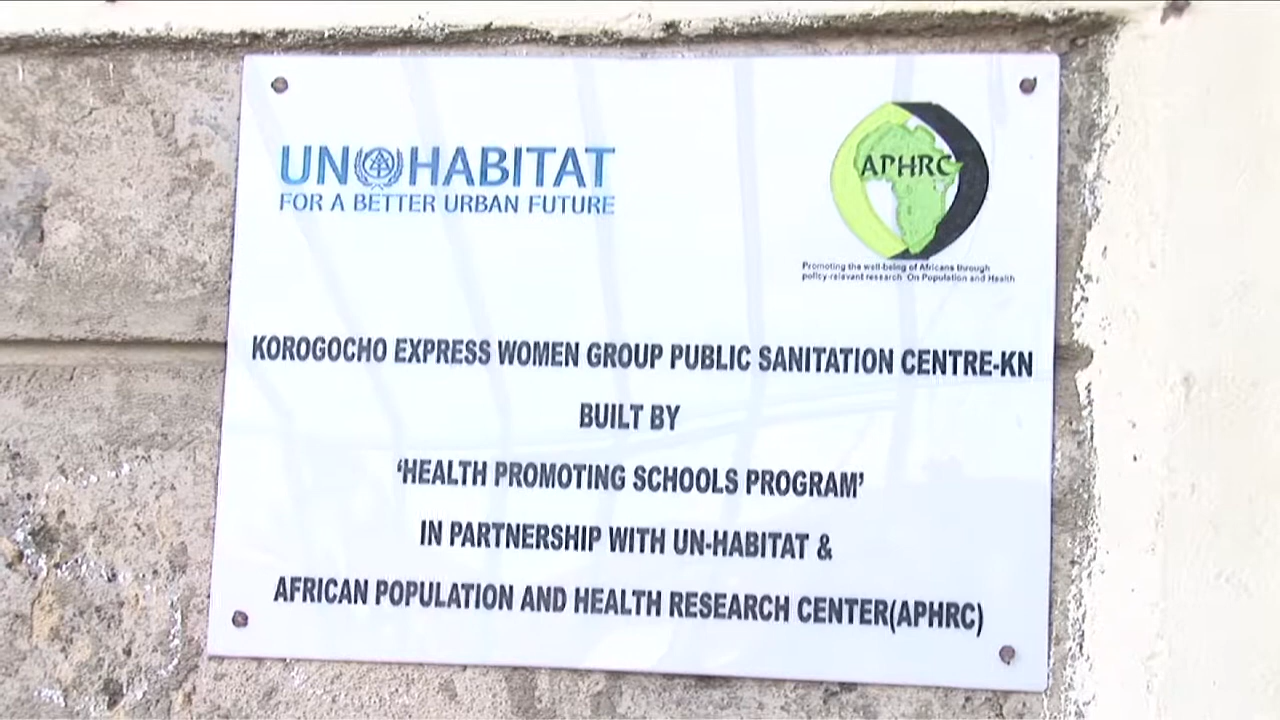 UN HABITAT
FOR A BETTER URBAN FUTURE
APHRC
Promoting the well-being of Africans through
policy-relevant research On Population and Health
KOROGOCHO EXPRESS WOMEN GROUP PUBLIC SANITATION CENTRE-KN
BUILT BY
‘HEALTH PROMOTING SCHOOLS PROGRAM’
IN PARTNERSHIP WITH UN-HABITAT &
AFRICAN POPULATION AND HEALTH RESEARCH CENTER(APHRC)